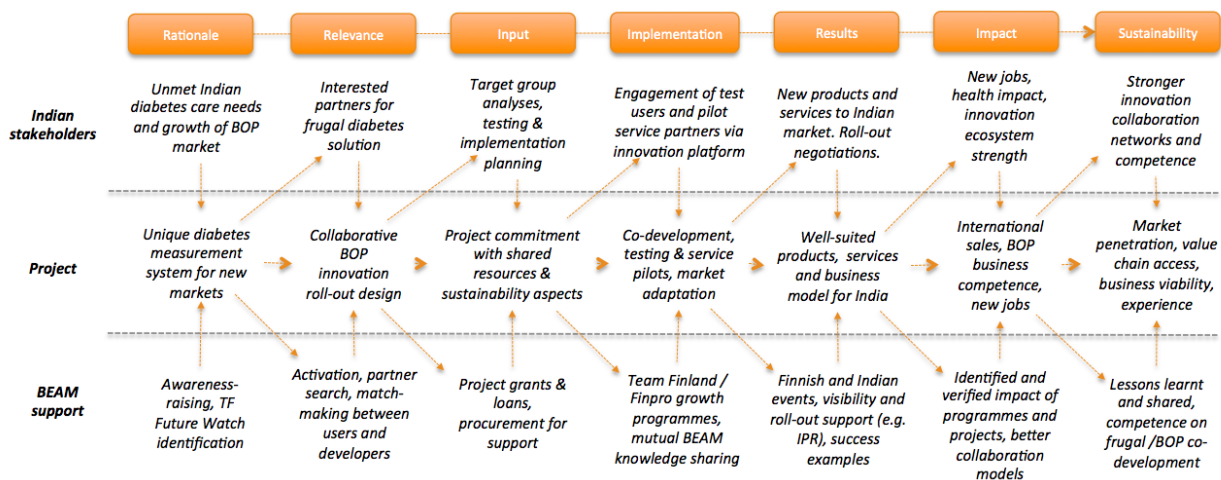 Rationale
Relevance
Input
Implementation
Results
Impact
Sustainability
Indian
stakeholders
Unmet Indian
diabetes care needs
and growth of BOP
market
Interested
partners for
frugal diabetes
solution
Target group
analyses,
testing &
implementation
planning
Engagement of test
users and pilot
service partners via
innovation platform
New products and
services to Indian
market. Roll-out
negotiations.
New jobs,
health impact,
innovation
ecosystem
strength
Stronger
innovation
collaboration
networks and
competence
Project
Unique diabetes
measurement
system for new
markets
Collaborative
BOP
innovation
roll-out design
Project commitment
with shared
resources &
sustainability aspects
Co-development,
testing & service
pilots, market
adaptation
Well-suited
products, services
and business
model for India
International
sales, BOP
business
competence,
new jobs
Market
penetration, value
chain access,
business viability,
experience
BEAM
support
Awareness-
raising, TF
Future Watch
identification
Activation, partner
search, match-
making between
users and
developers
Project grants &
loans,
procurement for
support
Team Finland /
Finpro growth
programmes,
mutual BEAM
knowledge sharing
Finnish and Indian
events, visibility and
roll-out support (e.g.
IPR), success
examples
Identified and
verified impact of
programmes and
projects, better
collaboration
models
Lessons learnt
and shared,
competence on
frugal /BOP co-
development